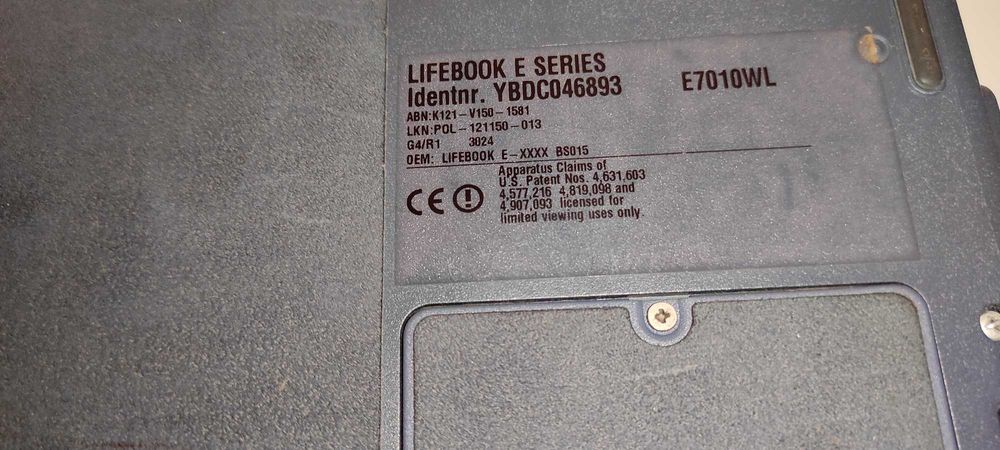 LIFEBOOK E SERIES
Identnr. YBDC046893 E7010WL
ABN:K121-V150-1581
LKN:POL-121150-013
G4/R1 3024
OEM: LIFEBOOK E-XXXX BS015
CE
Apparatus Claims of
U.S. Patent Nos. 4,631,603
4,577,216 4,819,098 and
4,907,093 licensed for
limited viewing uses only.